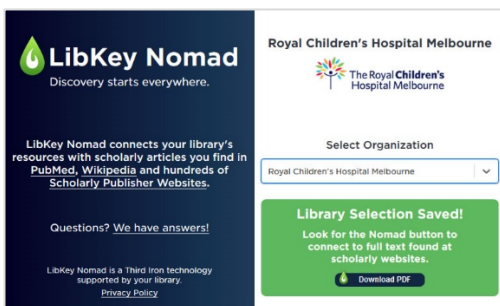 LibKey Nomad
Discovery starts everywhere.
LibKey Nomad connects your library's
resources with scholarly articles you find in
PubMed, Wikipedia and hundreds of
Scholarly Publisher Websites.
Questions? We have answers!
LibKey Nomad is a Third Iron technology
supported by your library.
Privacy Policy
Royal Children's Hospital Melbourne
The Royal Children's
Hospital Melbourne
Select Organization
Royal Children's Hospital Melbourne
Library Selection Saved!
Look for the Nomad button to
connect to full text found at
scholarly websites.
Download PDF